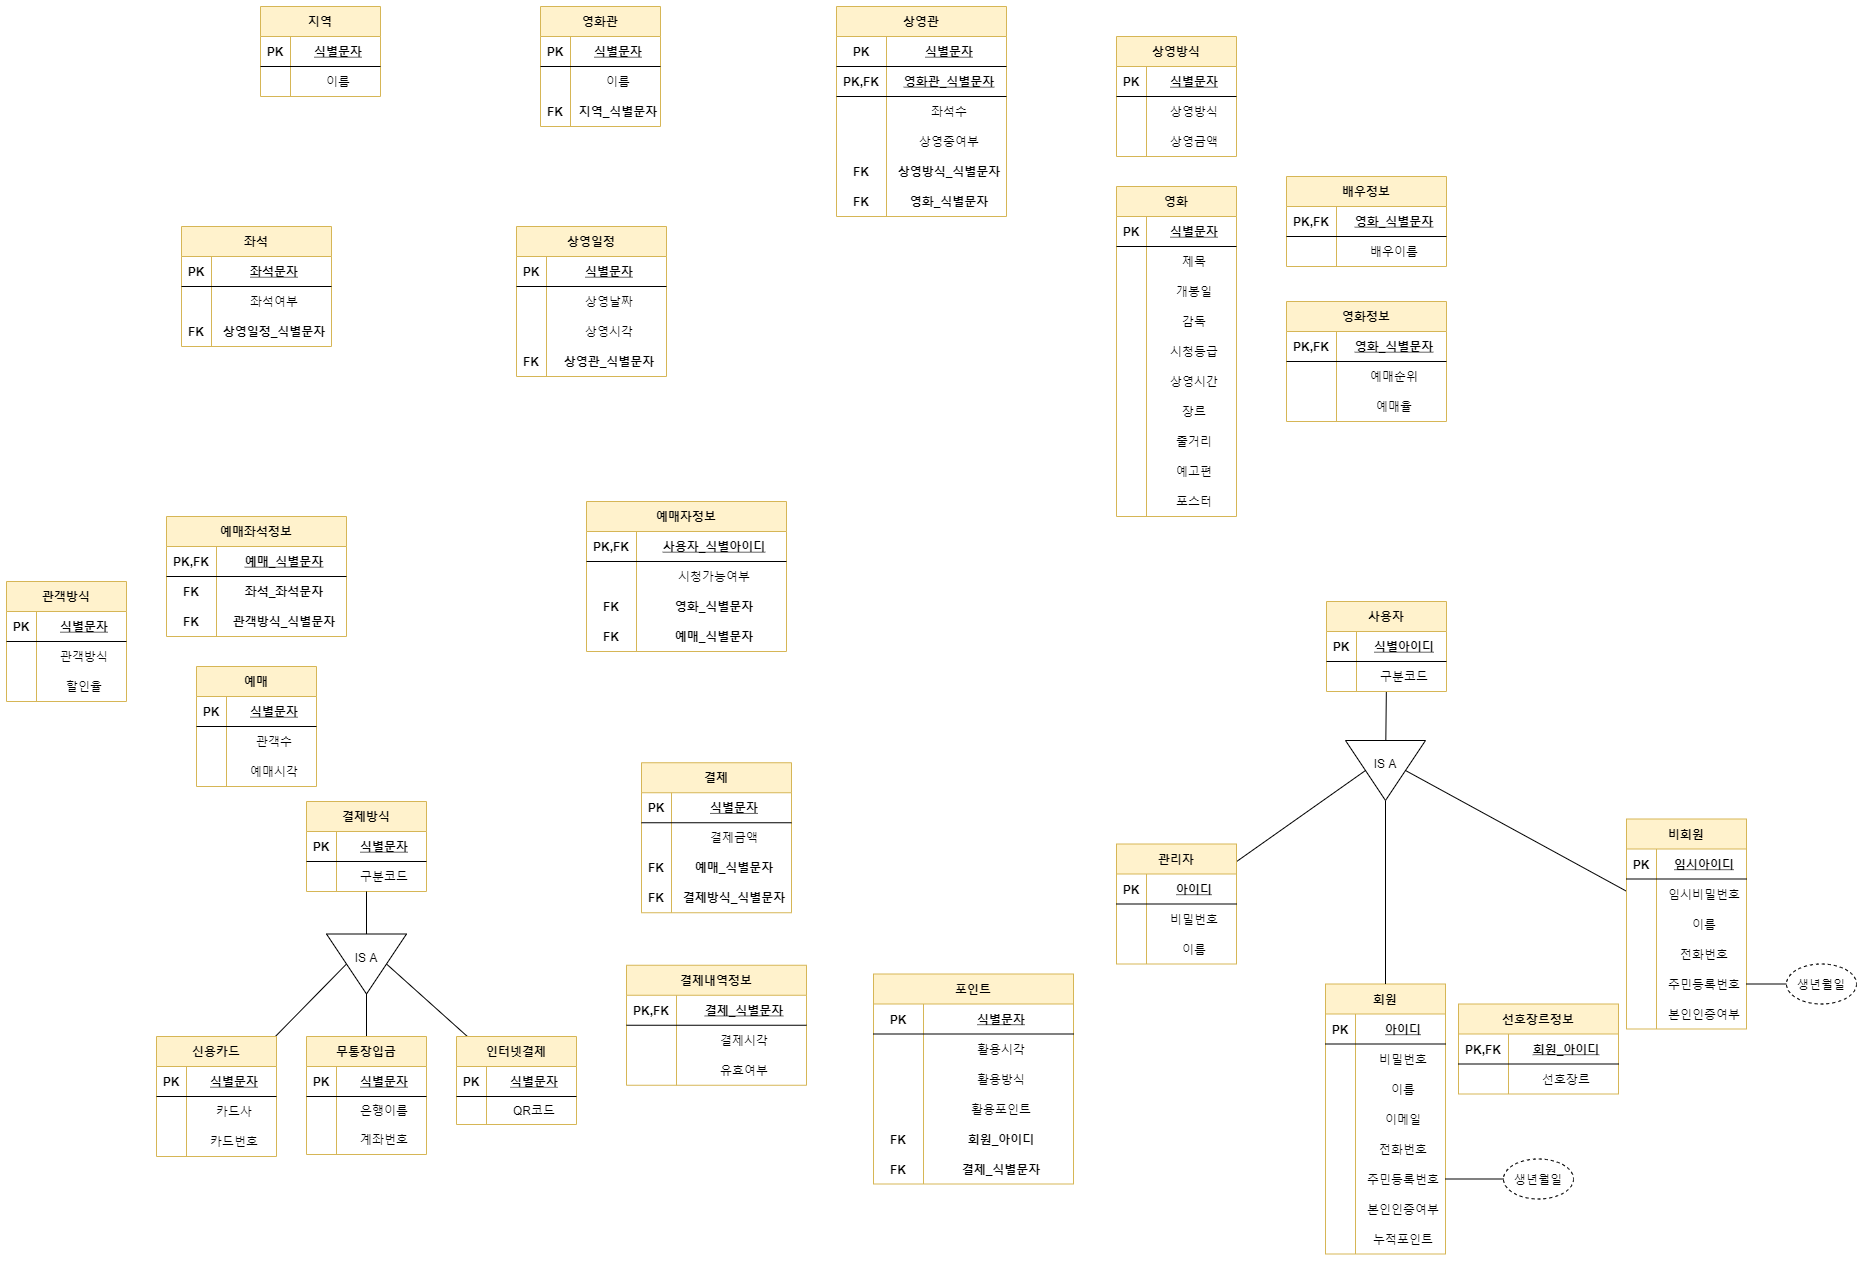 지역
PK 식별문자
이름
영화관
PK 식별문자
이름
FK 지역_식별문자
상영관
PK 식별문자
PK,FK 영화관_식별문자
좌석수
상영중여부
FK 상영방식_식별문자
FK 영화_식별문자
상영방식
PK 식별문자
상영방식
상영금액
배우정보
PK,FK 영화_식별문자
배우이름
영화
PK 식별문자
제목
개봉일
감독
시청등급
상영시간
장르
줄거리
예고편
포스터
영화정보
PK,FK 영화_식별문자
예매순위
예매율
좌석
PK 좌석문자
좌석여부
FK 상영일정_식별문자
상영일정
PK 식별문자
상영날짜
상영시각
FK 상영관_식별문자
예매좌석정보
PK,FK 예매_식별문자
FK 좌석_좌석문자
FK 관객방식_식별문자
예매자정보
PK,FK 사용자_식별아이디
시청가능여부
FK 영화_식별문자
FK 예매_식별문자
관객방식
PK 식별문자
관객방식
할인율
예매
PK 식별문자
관객수
예매시각
사용자
PK 식별아이디
구분코드
IS A
결제방식
PK 식별문자
구분코드
IS A
결제
PK 식별문자
결제금액
FK 예매_식별문자
FK 결제방식_식별문자
관리자
PK 아이디
비밀번호
이름
비회원
PK 임시아이디
임시비밀번호
이름
전화번호
주민등록번호
본인인증여부
생년월일
신용카드
PK 식별문자
카드사
카드번호
무통장입금
PK 식별문자
은행이름
계좌번호
인터넷결제
PK 식별문자
QR코드
결제내역정보
PK,FK 결제_식별문자
결제시각
유효여부
포인트
PK 식별문자
활용시각
활용방식
활용포인트
FK 회원_아이디
FK 결제_식별문자
회원
PK 아이디
비밀번호
이름
이메일
전화번호
주민등록번호
본인인증여부
누적포인트
생년월일
선호장르정보
PK,FK 회원_아이디
선호장르